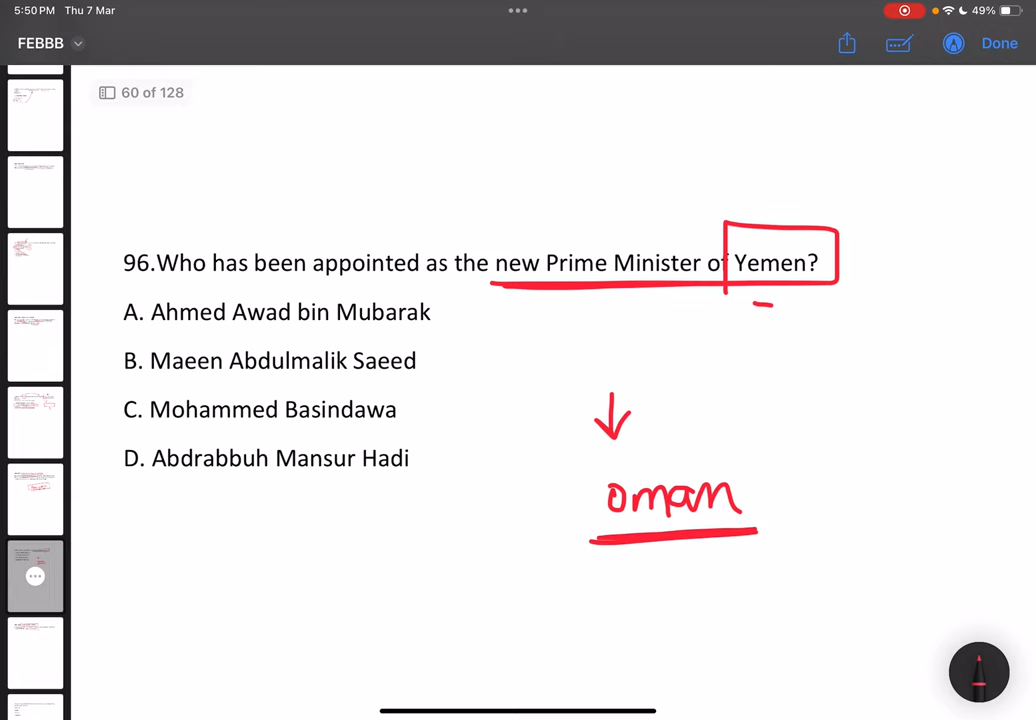 5:50 PM Thu 7 Mar
49%
FEBBB
Done
60 of 128
96.Who has been appointed as the new Prime Minister of Yemen?
A. Ahmed Awad bin Mubarak
B. Maeen Abdulmalik Saeed
C. Mohammed Basindawa
D. Abdrabbuh Mansur Hadi
oman